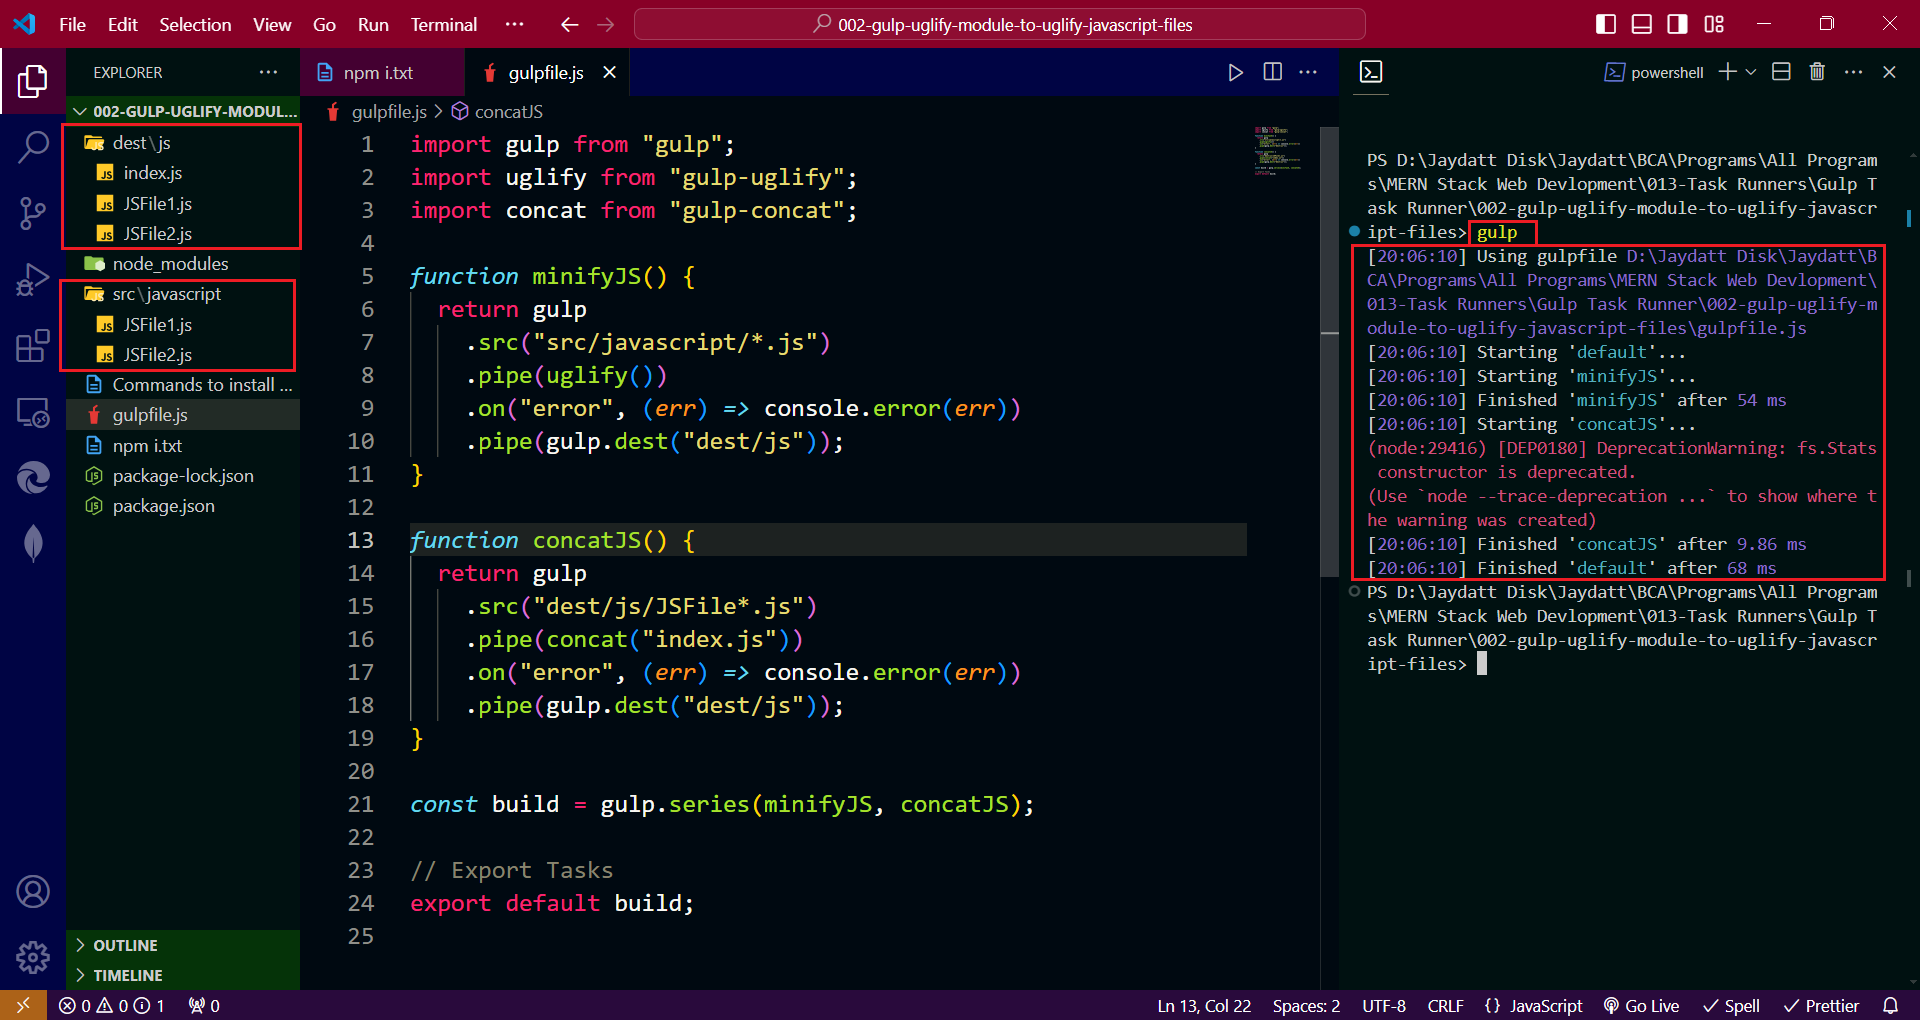 File Edit Selection View Go Run Terminal ··· 002-gulp-uglify-module-to-uglify-javascript-files
EXPLORER ···
002-GULP-UGLIFY-MODUL...
dest\js
index.js
JSFile1.js
JSFile2.js
node_modules
src\javascript
JSFile1.js
JSFile2.js
Commands to install ...
gulpfile.js
npm i.txt
package-lock.json
package.json
OUTLINE
TIMELINE
npm i.txt gulpfile.js
gulpfile.js > concatJS
1 import gulp from "gulp";
2 import uglify from "gulp-uglify";
3 import concat from "gulp-concat";
4
5 function minifyJS() {
6 return gulp
7 .src("src/javascript/*.js")
8 .pipe(uglify())
9 .on("error", (err) => console.error(err))
10 .pipe(gulp.dest("dest/js"));
11 }
12
13 function concatJS() {
14 return gulp
15 .src("dest/js/JSFile*.js")
16 .pipe(concat("index.js"))
17 .on("error", (err) => console.error(err))
18 .pipe(gulp.dest("dest/js"));
19 }
20
21 const build = gulp.series(minifyJS, concatJS);
22
23 // Export Tasks
24 export default build;
25
powershell
PS D:\Jaydatt Disk\Jaydatt\BCA\Programs\All Program
s\MERN Stack Web Devlopment\013-Task Runners\Gulp T
ask Runner\002-gulp-uglify-module-to-uglify-javascr
ipt-files> gulp
[20:06:10] Using gulpfile D:\Jaydatt Disk\Jaydatt\B
CA\Programs\All Programs\MERN Stack Web Devlopment\
013-Task Runners\Gulp Task Runner\002-gulp-uglify-m
odule-to-uglify-javascript-files\gulpfile.js
[20:06:10] Starting 'default'...
[20:06:10] Starting 'minifyJS'...
[20:06:10] Finished 'minifyJS' after 54 ms
[20:06:10] Starting 'concatJS'...
(node:29416) [DEP0180] DeprecationWarning: fs.Stats
constructor is deprecated.
(Use `node --trace-deprecation ...` to show where t
he warning was created)
[20:06:10] Finished 'concatJS' after 9.86 ms
[20:06:10] Finished 'default' after 68 ms
PS D:\Jaydatt Disk\Jaydatt\BCA\Programs\All Program
s\MERN Stack Web Devlopment\013-Task Runners\Gulp T
ask Runner\002-gulp-uglify-module-to-uglify-javascr
ipt-files>
0 0 1 0 Ln 13, Col 22 Spaces: 2 UTF-8 CRLF {} JavaScript Go Live Spell Prettier